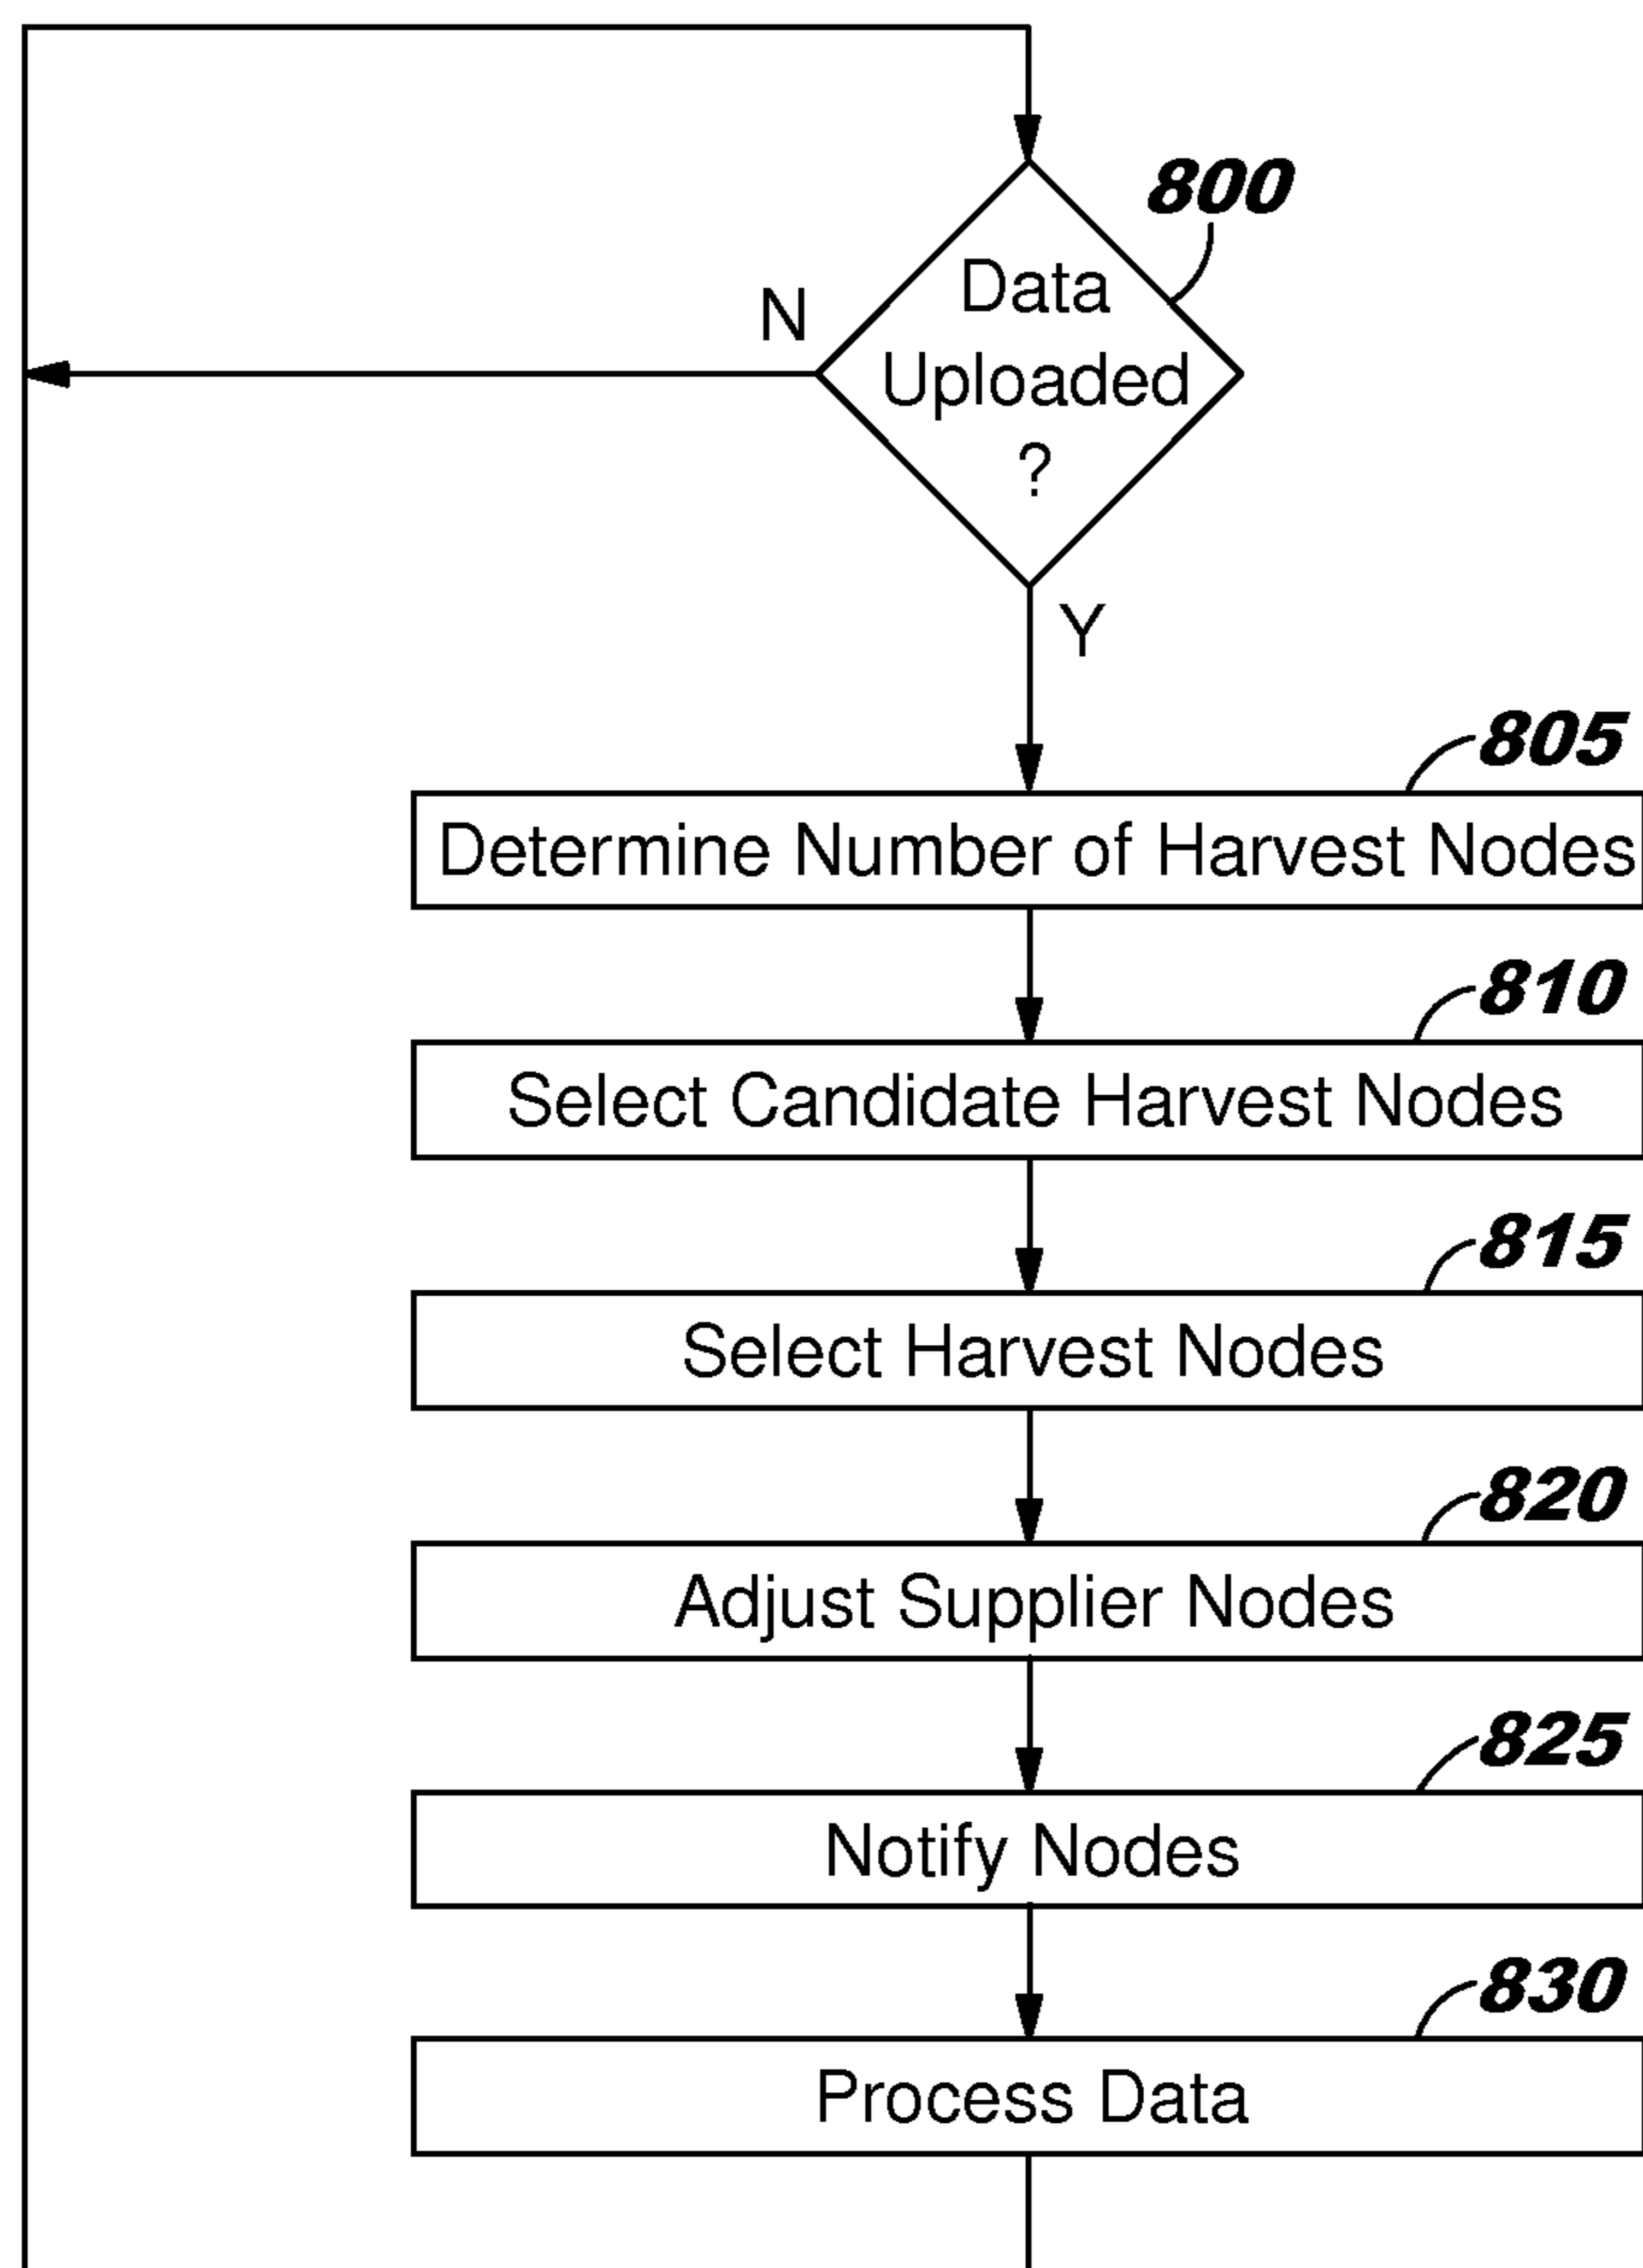 800
Data
N
Uploaded
?
Y
805
Determine Number of Harvest Nodes
810
Select Candidate Harvest Nodes
815
Select Harvest Nodes
820
Adjust Supplier Nodes
825
Notify Nodes
830
Process Data